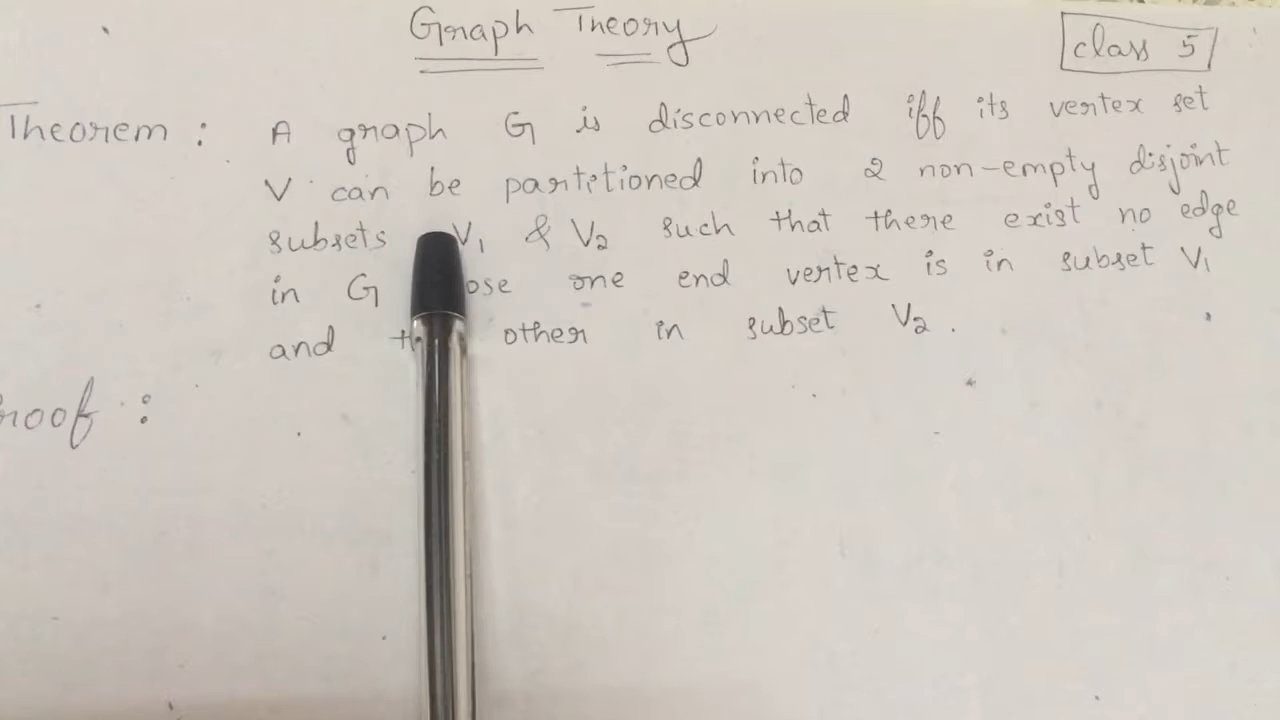 Graph Theory
class 5
Theorem : A graph G is disconnected iff its vertex set
V can be partitioned into 2 non-empty disjoint
subsets V1 & V2 such that there exist no edge
in G one end vertex is in subset V1
and other in subset V2 .